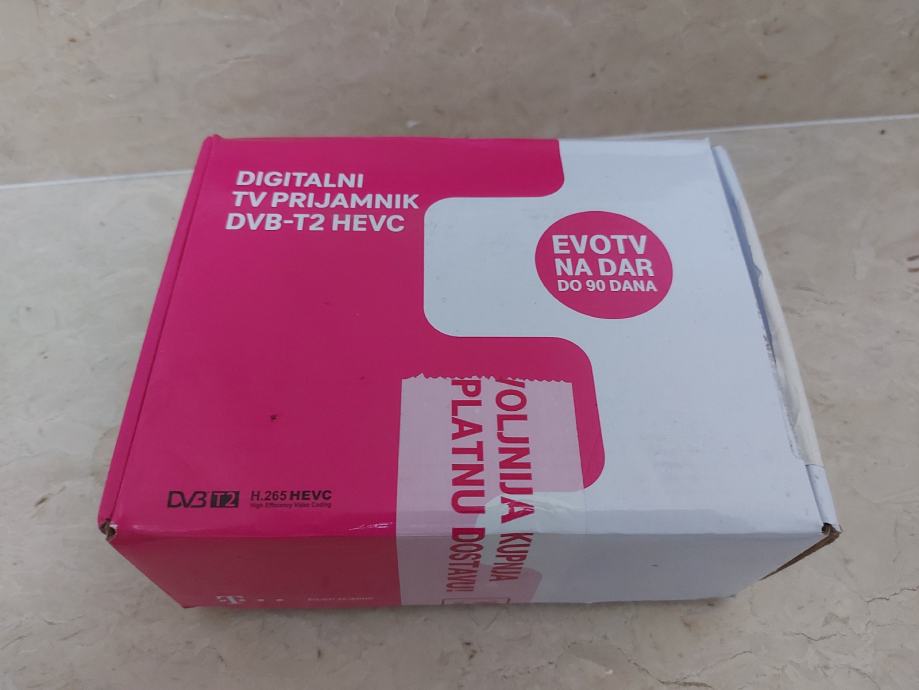 DIGITALNI
TV PRIJAMNIK
DVB-T2 HEVC
EVOTV
NA DAR
DO 90 DANA
VOLJNIJA KUPNJA
PLATNU DOSTAVU!
DVB T2
H.265 HEVC
High Efficiency Video Coding
T